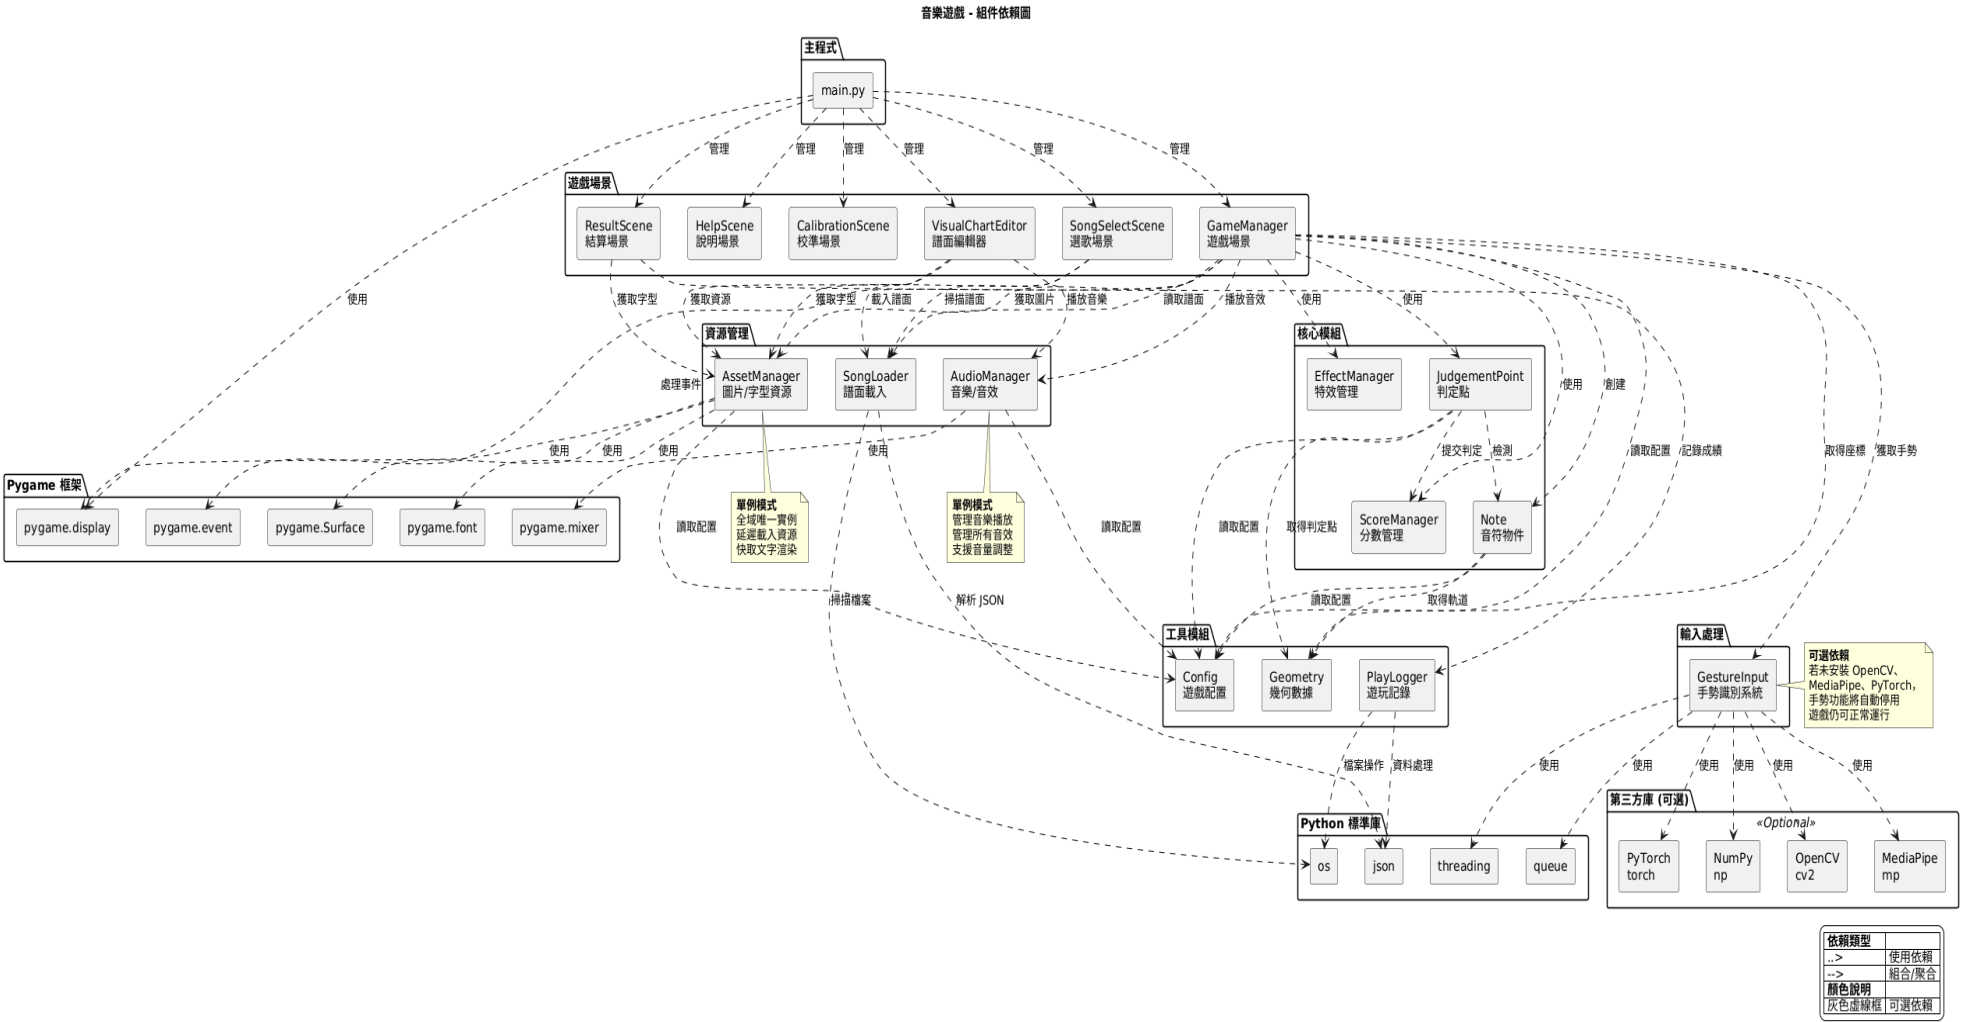 音樂遊戲 - 組件依賴圖
主程式
main.py
管理
管理
管理
管理
管理
管理
使用
遊戲場景
ResultScene
結算場景
HelpScene
說明場景
CalibrationScene
校準場景
VisualChartEditor
譜面編輯器
SongSelectScene
選歌場景
GameManager
遊戲場景
獲取字型
獲取資源
獲取字型
載入譜面
掃描譜面
獲取圖片
播放音樂
讀取譜面
播放音效
使用
使用
資源管理
AssetManager
圖片/字型資源
SongLoader
譜面載入
AudioManager
音樂/音效
處理事件
核心模組
EffectManager
特效管理
JudgementPoint
判定點
使用
創建
使用
使用
使用
使用
提交判定
檢測
讀取配置
記錄成績
取得座標
獲取手勢
Pygame 框架
pygame.display
pygame.event
pygame.Surface
pygame.font
pygame.mixer
讀取配置
單例模式
全域唯一實例
延遲載入資源
快取文字渲染
單例模式
管理音樂播放
管理所有音效
支援音量調整
讀取配置
讀取配置
取得判定點
ScoreManager
分數管理
Note
音符物件
掃描檔案
解析 JSON
讀取配置
取得軌道
工具模組
Config
遊戲配置
Geometry
幾何數據
PlayLogger
遊玩記錄
輸入處理
GestureInput
手勢識別系統
可選依賴
若未安裝 OpenCV、
MediaPipe、PyTorch，
手勢功能將自動停用
遊戲仍可正常運行
檔案操作
資料處理
使用
使用
使用
使用
使用
使用
Python 標準庫
os
json
threading
queue
第三方庫 (可選)
«Optional»
PyTorch
torch
NumPy
np
OpenCV
cv2
MediaPipe
mp
依賴類型
..> 使用依賴
--> 組合/聚合
顏色說明
灰色虛線框 可選依賴